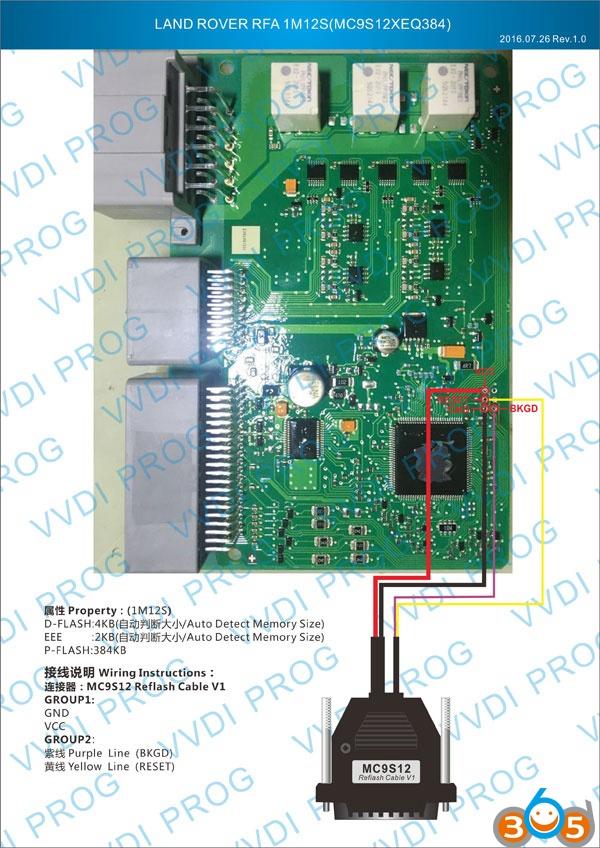 LAND ROVER RFA 1M12S(MC9S12XEQ384)
2016.07.26 Rev.1.0
VVDI PROG
BKGD
属性 Property : (1M12S)
D-FLASH:4KB(自动判断大小/Auto Detect Memory Size)
EEE :2KB(自动判断大小/Auto Detect Memory Size)
P-FLASH:384KB
接线说明 Wiring Instructions :
连接器 : MC9S12 Reflash Cable V1
GROUP1:
GND
VCC
GROUP2:
紫线 Purple Line (BKGD)
黄线 Yellow Line (RESET)
MC9S12
Reflash Cable V1
365